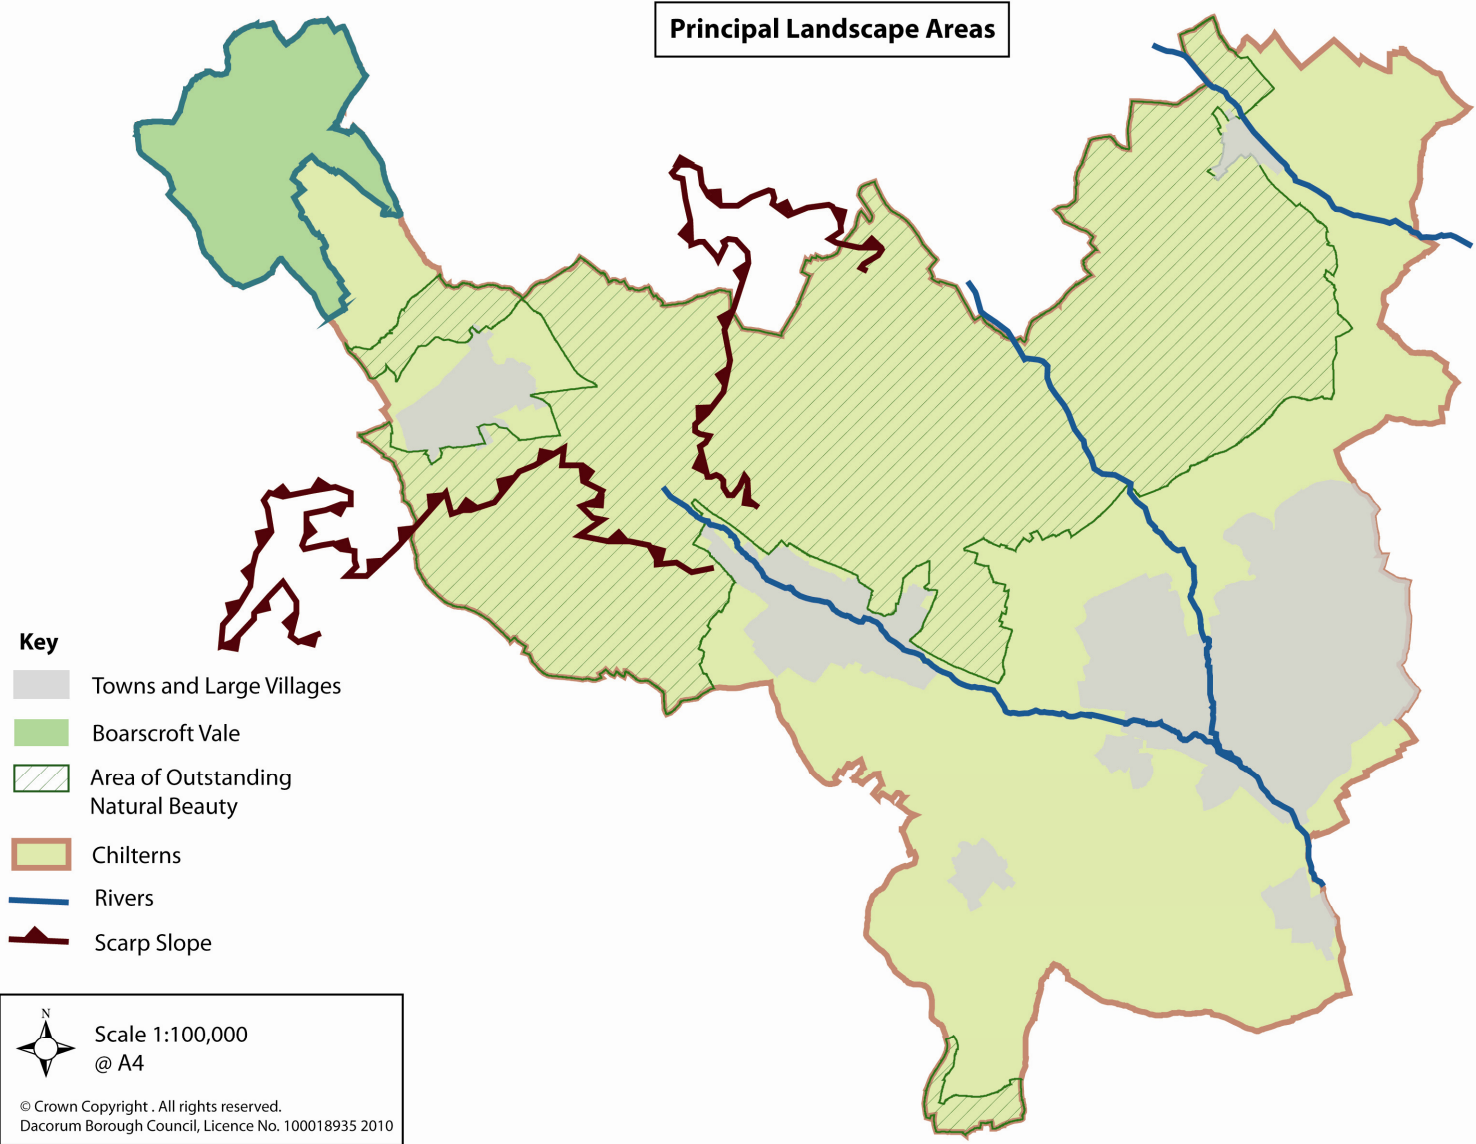 Principal Landscape Areas
Key
Towns and Large Villages
Boarscroft Vale
Area of Outstanding
Natural Beauty
Chilterns
Rivers
Scarp Slope
N
Scale 1:100,000
@ A4
© Crown Copyright . All rights reserved.
Dacorum Borough Council, Licence No. 100018935 2010